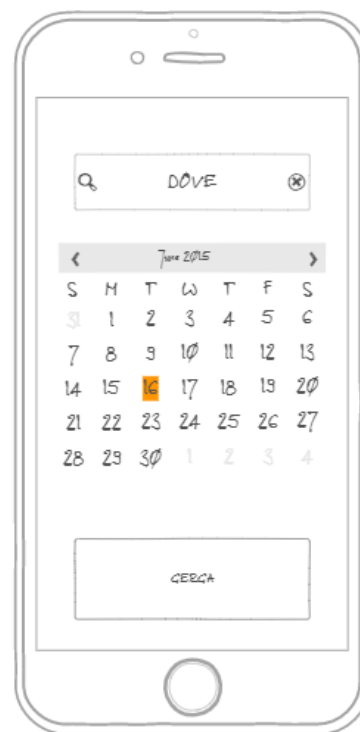 DOVE
June 2015
S M T W T F S
31 1 2 3 4 5 6
7 8 9 10 11 12 13
14 15 16 17 18 19 20
21 22 23 24 25 26 27
28 29 30 1 2 3 4
CERCA